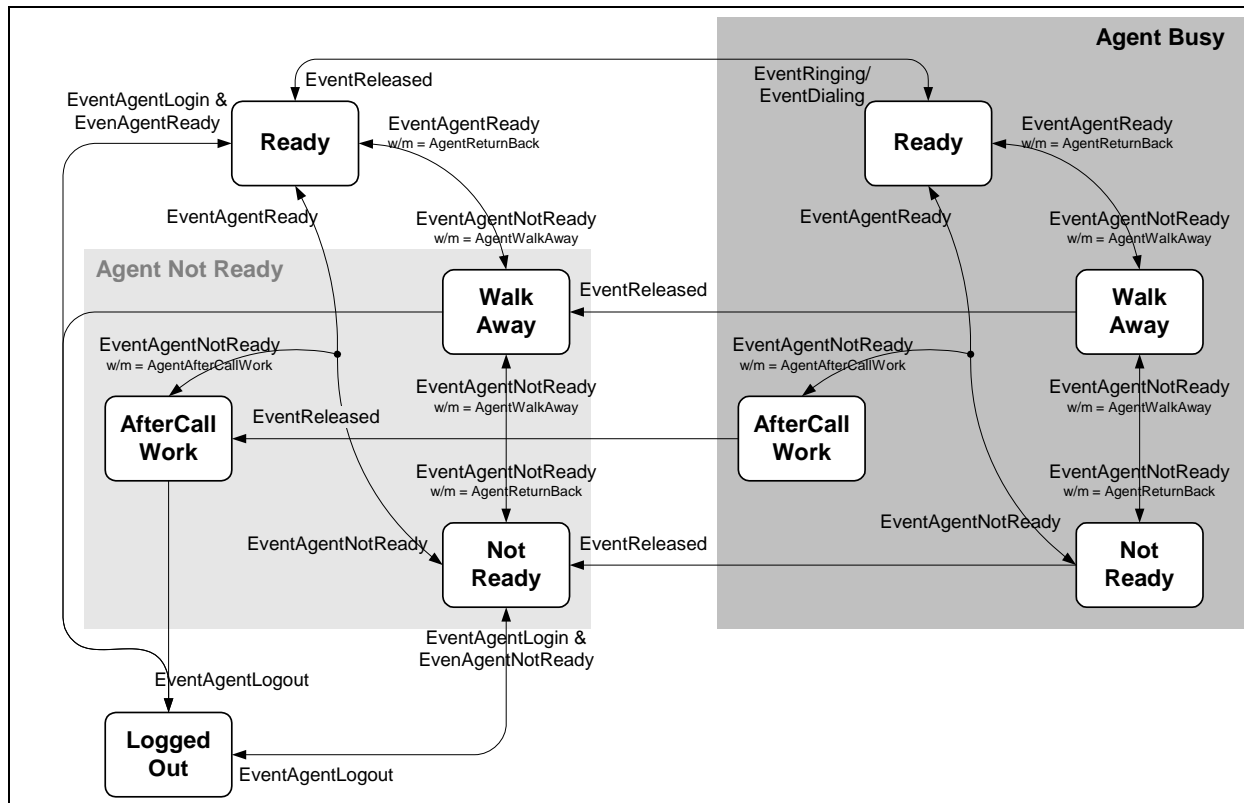 Agent Busy
EventReleased
EventRinging/
EventDialing
EventAgentLogin &
EvenAgentReady
Ready
EventAgentReady
w/m = AgentReturnBack
Ready
EventAgentReady
w/m = AgentReturnBack
EventAgentReady
EventAgentNotReady
w/m = AgentWalkAway
EventAgentReady
EventAgentNotReady
w/m = AgentWalkAway
Agent Not Ready
Walk
Away
EventReleased
Walk
Away
EventAgentNotReady
w/m = AgentAfterCallWork
EventAgentNotReady
w/m = AgentWalkAway
EventAgentNotReady
w/m = AgentAfterCallWork
EventAgentNotReady
w/m = AgentWalkAway
AfterCall
Work
EventReleased
AfterCall
Work
EventAgentNotReady
w/m = AgentReturnBack
EventAgentNotReady
w/m = AgentReturnBack
EventAgentNotReady
Not
Ready
EventReleased
EventAgentNotReady
Not
Ready
EventAgentLogin &
EvenAgentNotReady
EventAgentLogout
Logged
Out
EventAgentLogout